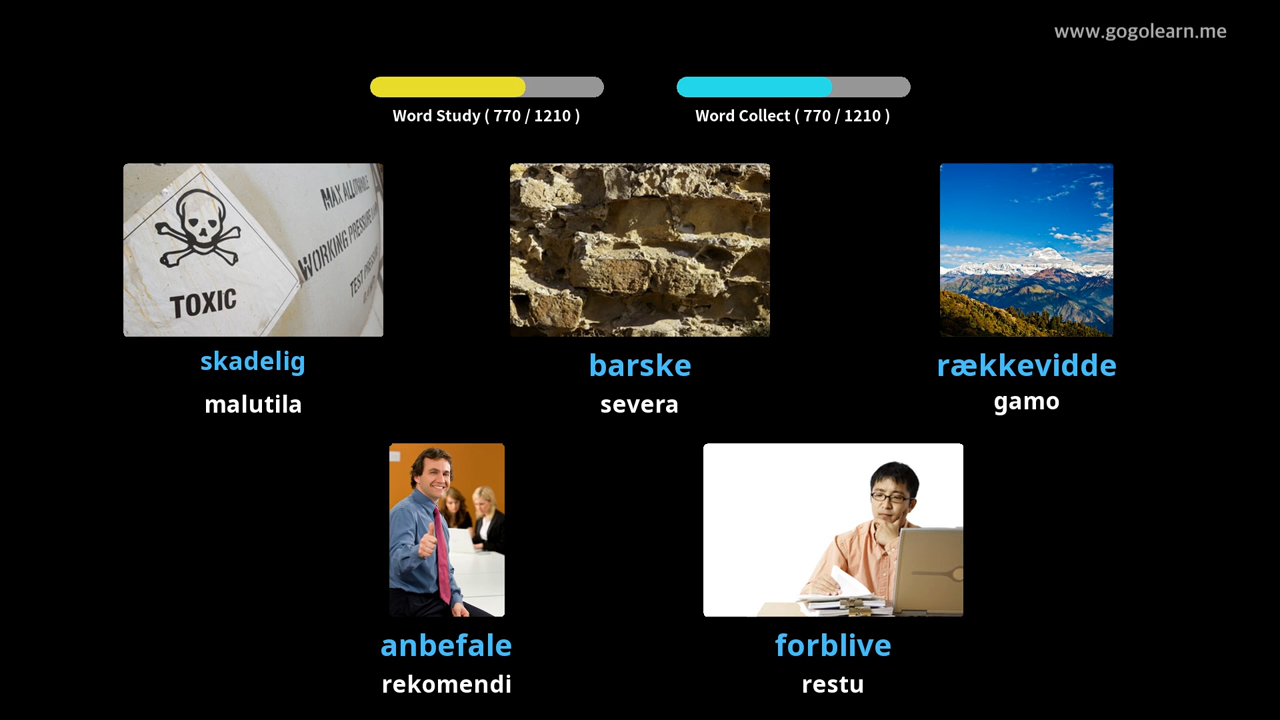 www.gogolearn.me
Word Study ( 770 / 1210 )
Word Collect ( 770 / 1210 )
TOXIC
MAX ALLOWABLE
WORKING PRESSURE
TEST
skadelig
barske
rækkevidde
malutila
severa
gamo
anbefale
forblive
rekomendi
restu